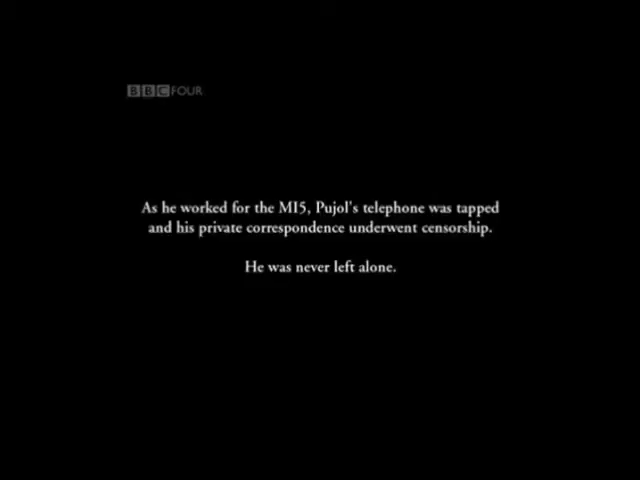 BBC FOUR
As he worked for the MI5, Pujol's telephone was tapped
and his private correspondence underwent censorship.
He was never left alone.